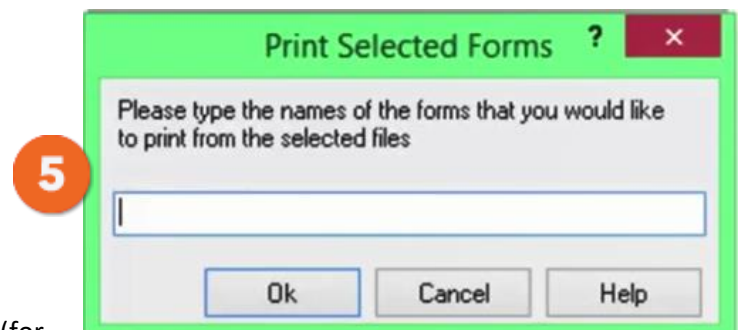 Print Selected Forms ? ×
Please type the names of the forms that you would like
to print from the selected files
5
Ok Cancel Help
(for